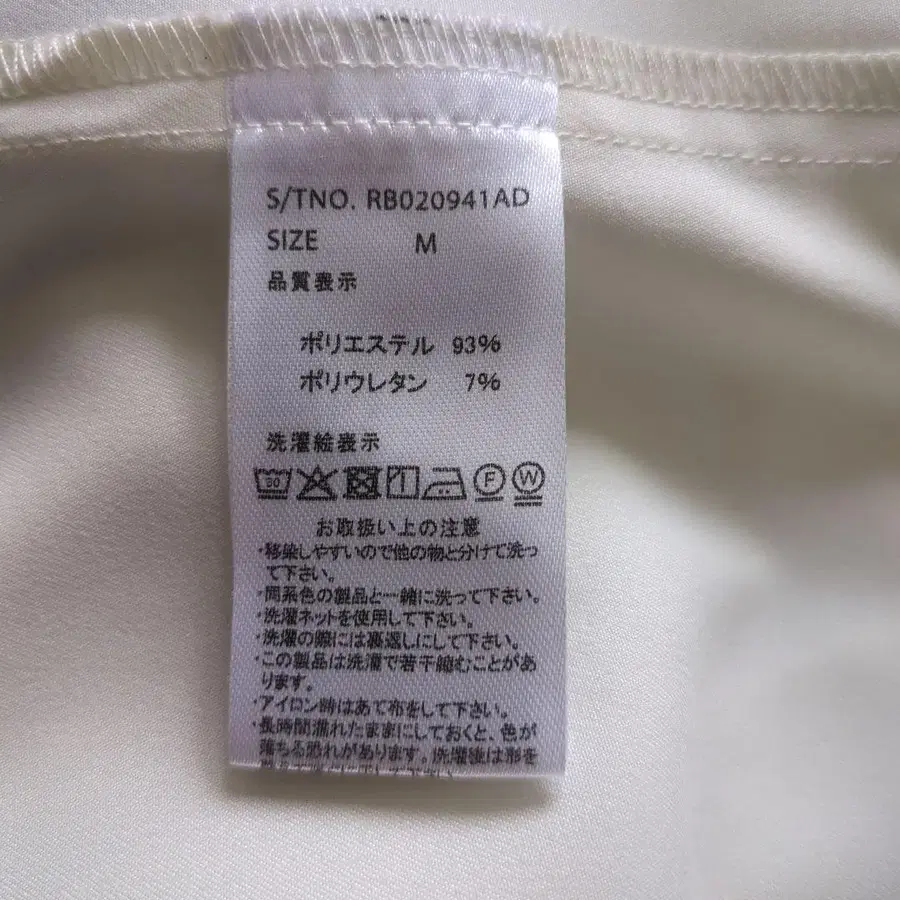 S/TNO. RB020941AD
SIZE M
品質表示
ポリエステル 93%
ポリウレタン 7%
洗濯絵表示
30 F W
お取扱い上の注意
・移染しやすいので他の物と分けて洗っ
て下さい。
・同系色の製品と一緒に洗って下さい。
・洗濯ネットを使用して下さい。
・洗濯の際には裏返しにして下さい。
・この製品は洗濯で若干縮むことがあ
ります。
・アイロン時はあて布をして下さい。
・長時間濡れたままにしておくと、色が
落ちる恐れがあります。洗濯後は形を